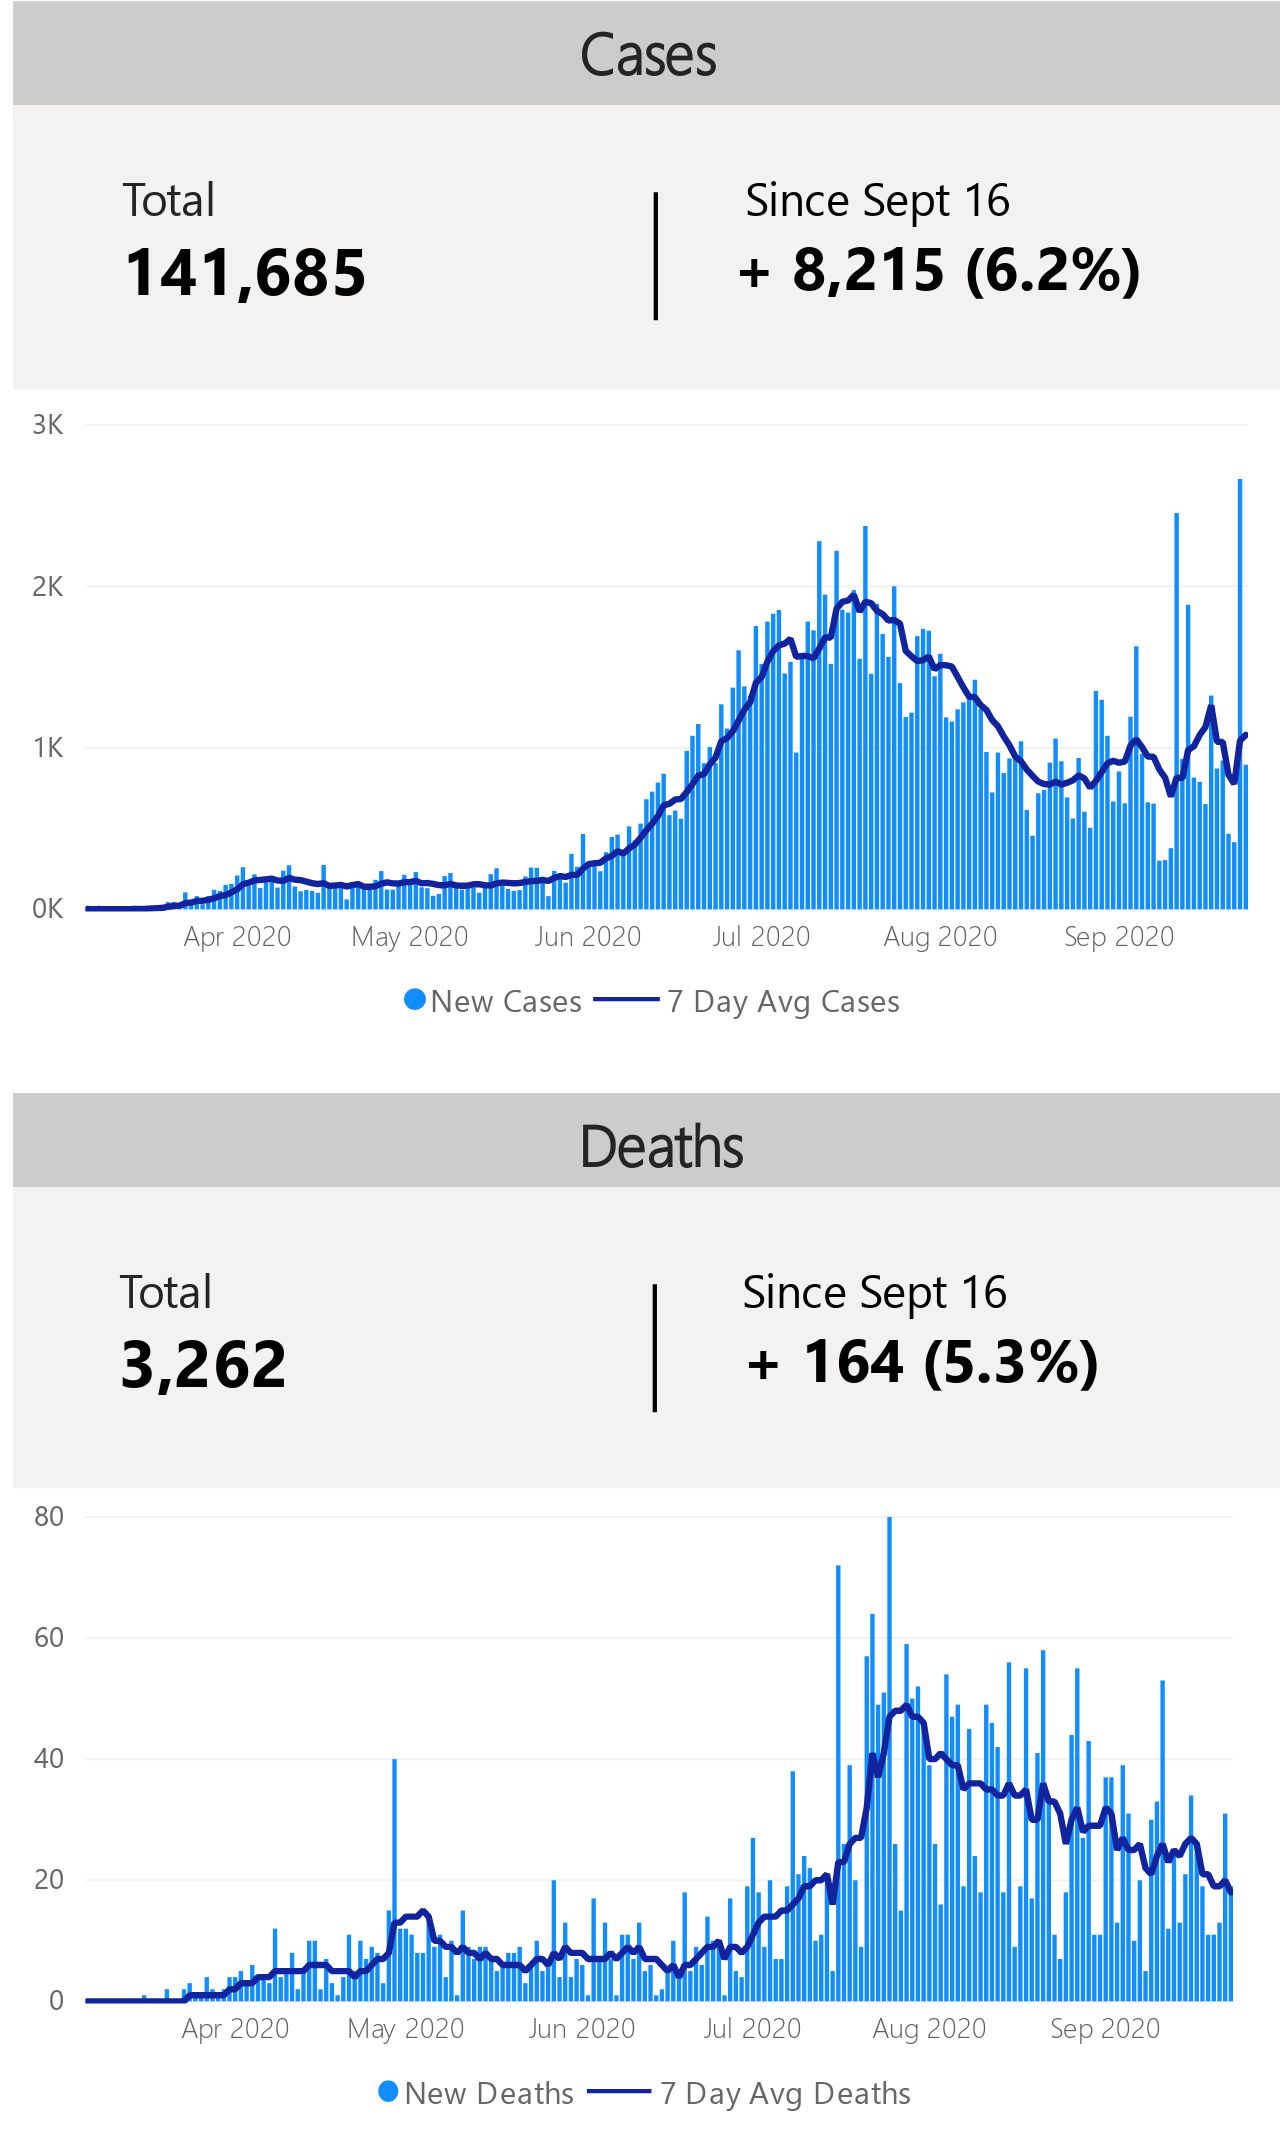 Cases
Total
Since Sept 16
141,685
+ 8,215 (6.2%)
3K
2K
1K
0K
Apr 2020
May 2020
Jun 2020
Jul 2020
Aug 2020
Sep 2020
New Cases
7 Day Avg Cases
Deaths
Total
Since Sept 16
3,262
+ 164 (5.3%)
80
60
40
20
0
Apr 2020
May 2020
Jun 2020
Jul 2020
Aug 2020
Sep 2020
New Deaths
7 Day Avg Deaths